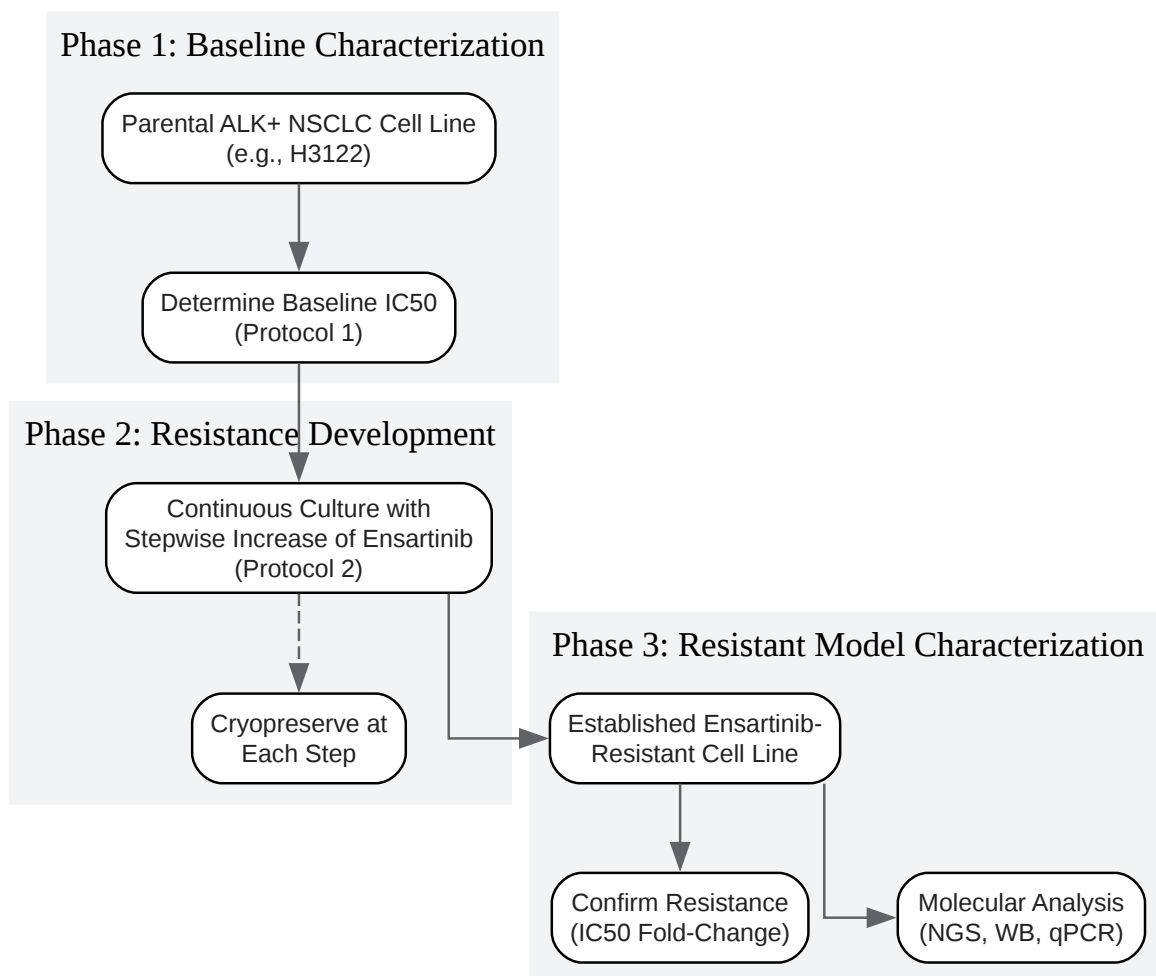 Phase 1: Baseline Characterization
Parental ALK+ NSCLC Cell Line
(e.g., H3122)
Determine Baseline IC50
(Protocol 1)
Phase 2: Resistance Development
Continuous Culture with
Stepwise Increase of Ensartinib
(Protocol 2)
Cryopreserve at
Each Step
Phase 3: Resistant Model Characterization
Established Ensartinib-
Resistant Cell Line
Confirm Resistance
(IC50 Fold-Change)
Molecular Analysis
(NGS, WB, qPCR)